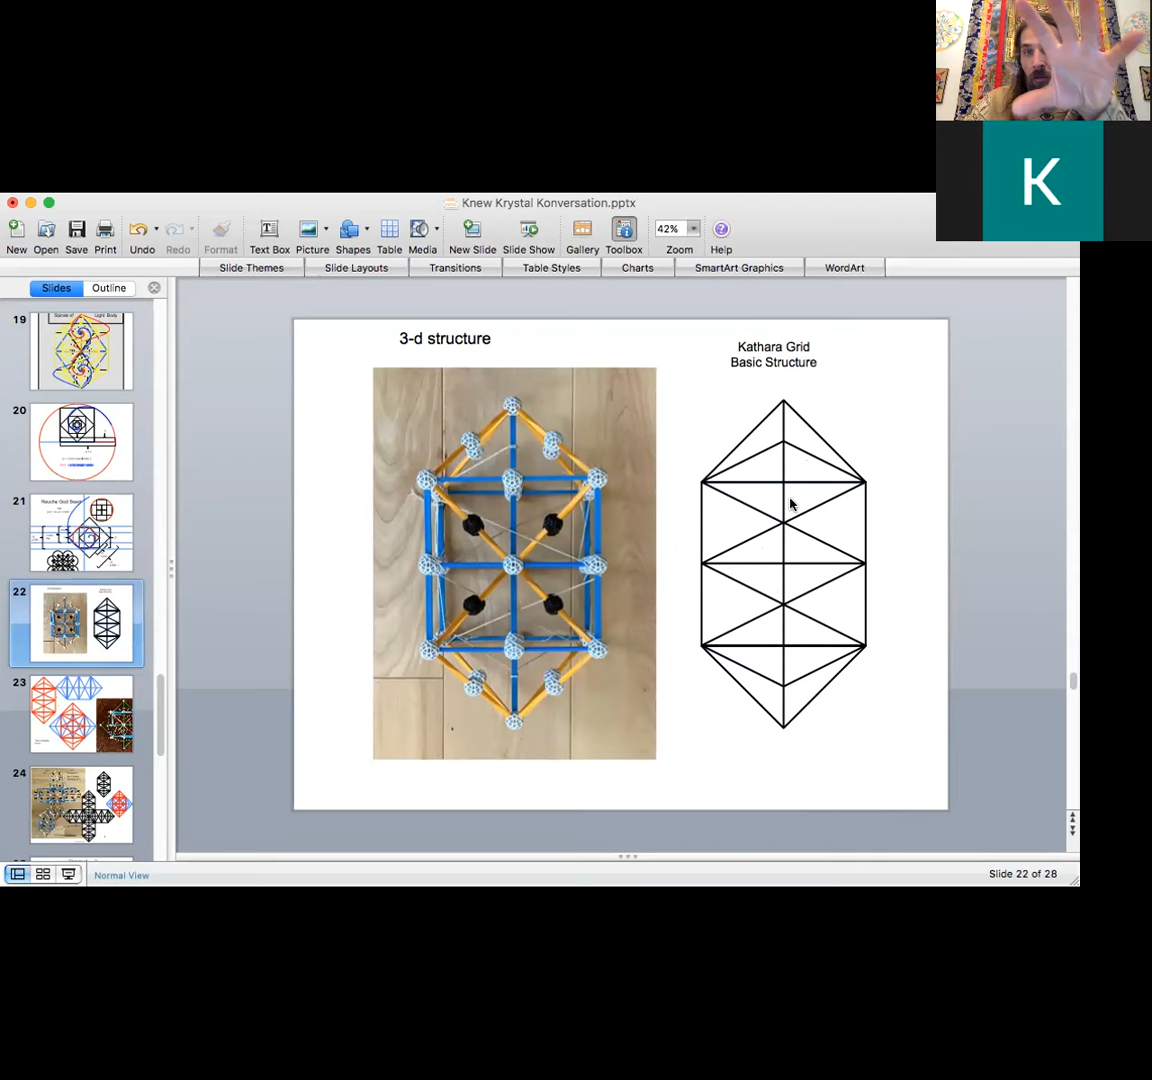 K
Knew Krystal Konversation.pptx
New Open Save Print Undo Redo Format Text Box Picture Shapes Table Media New Slide Slide Show Gallery Toolbox Zoom Help
42%
Slide Themes Slide Layouts Transitions Table Styles Charts SmartArt Graphics WordArt
Slides Outline
19
Light Body
20
21
22
23
24
3-d structure
Kathara Grid
Basic Structure
Normal View
Slide 22 of 28